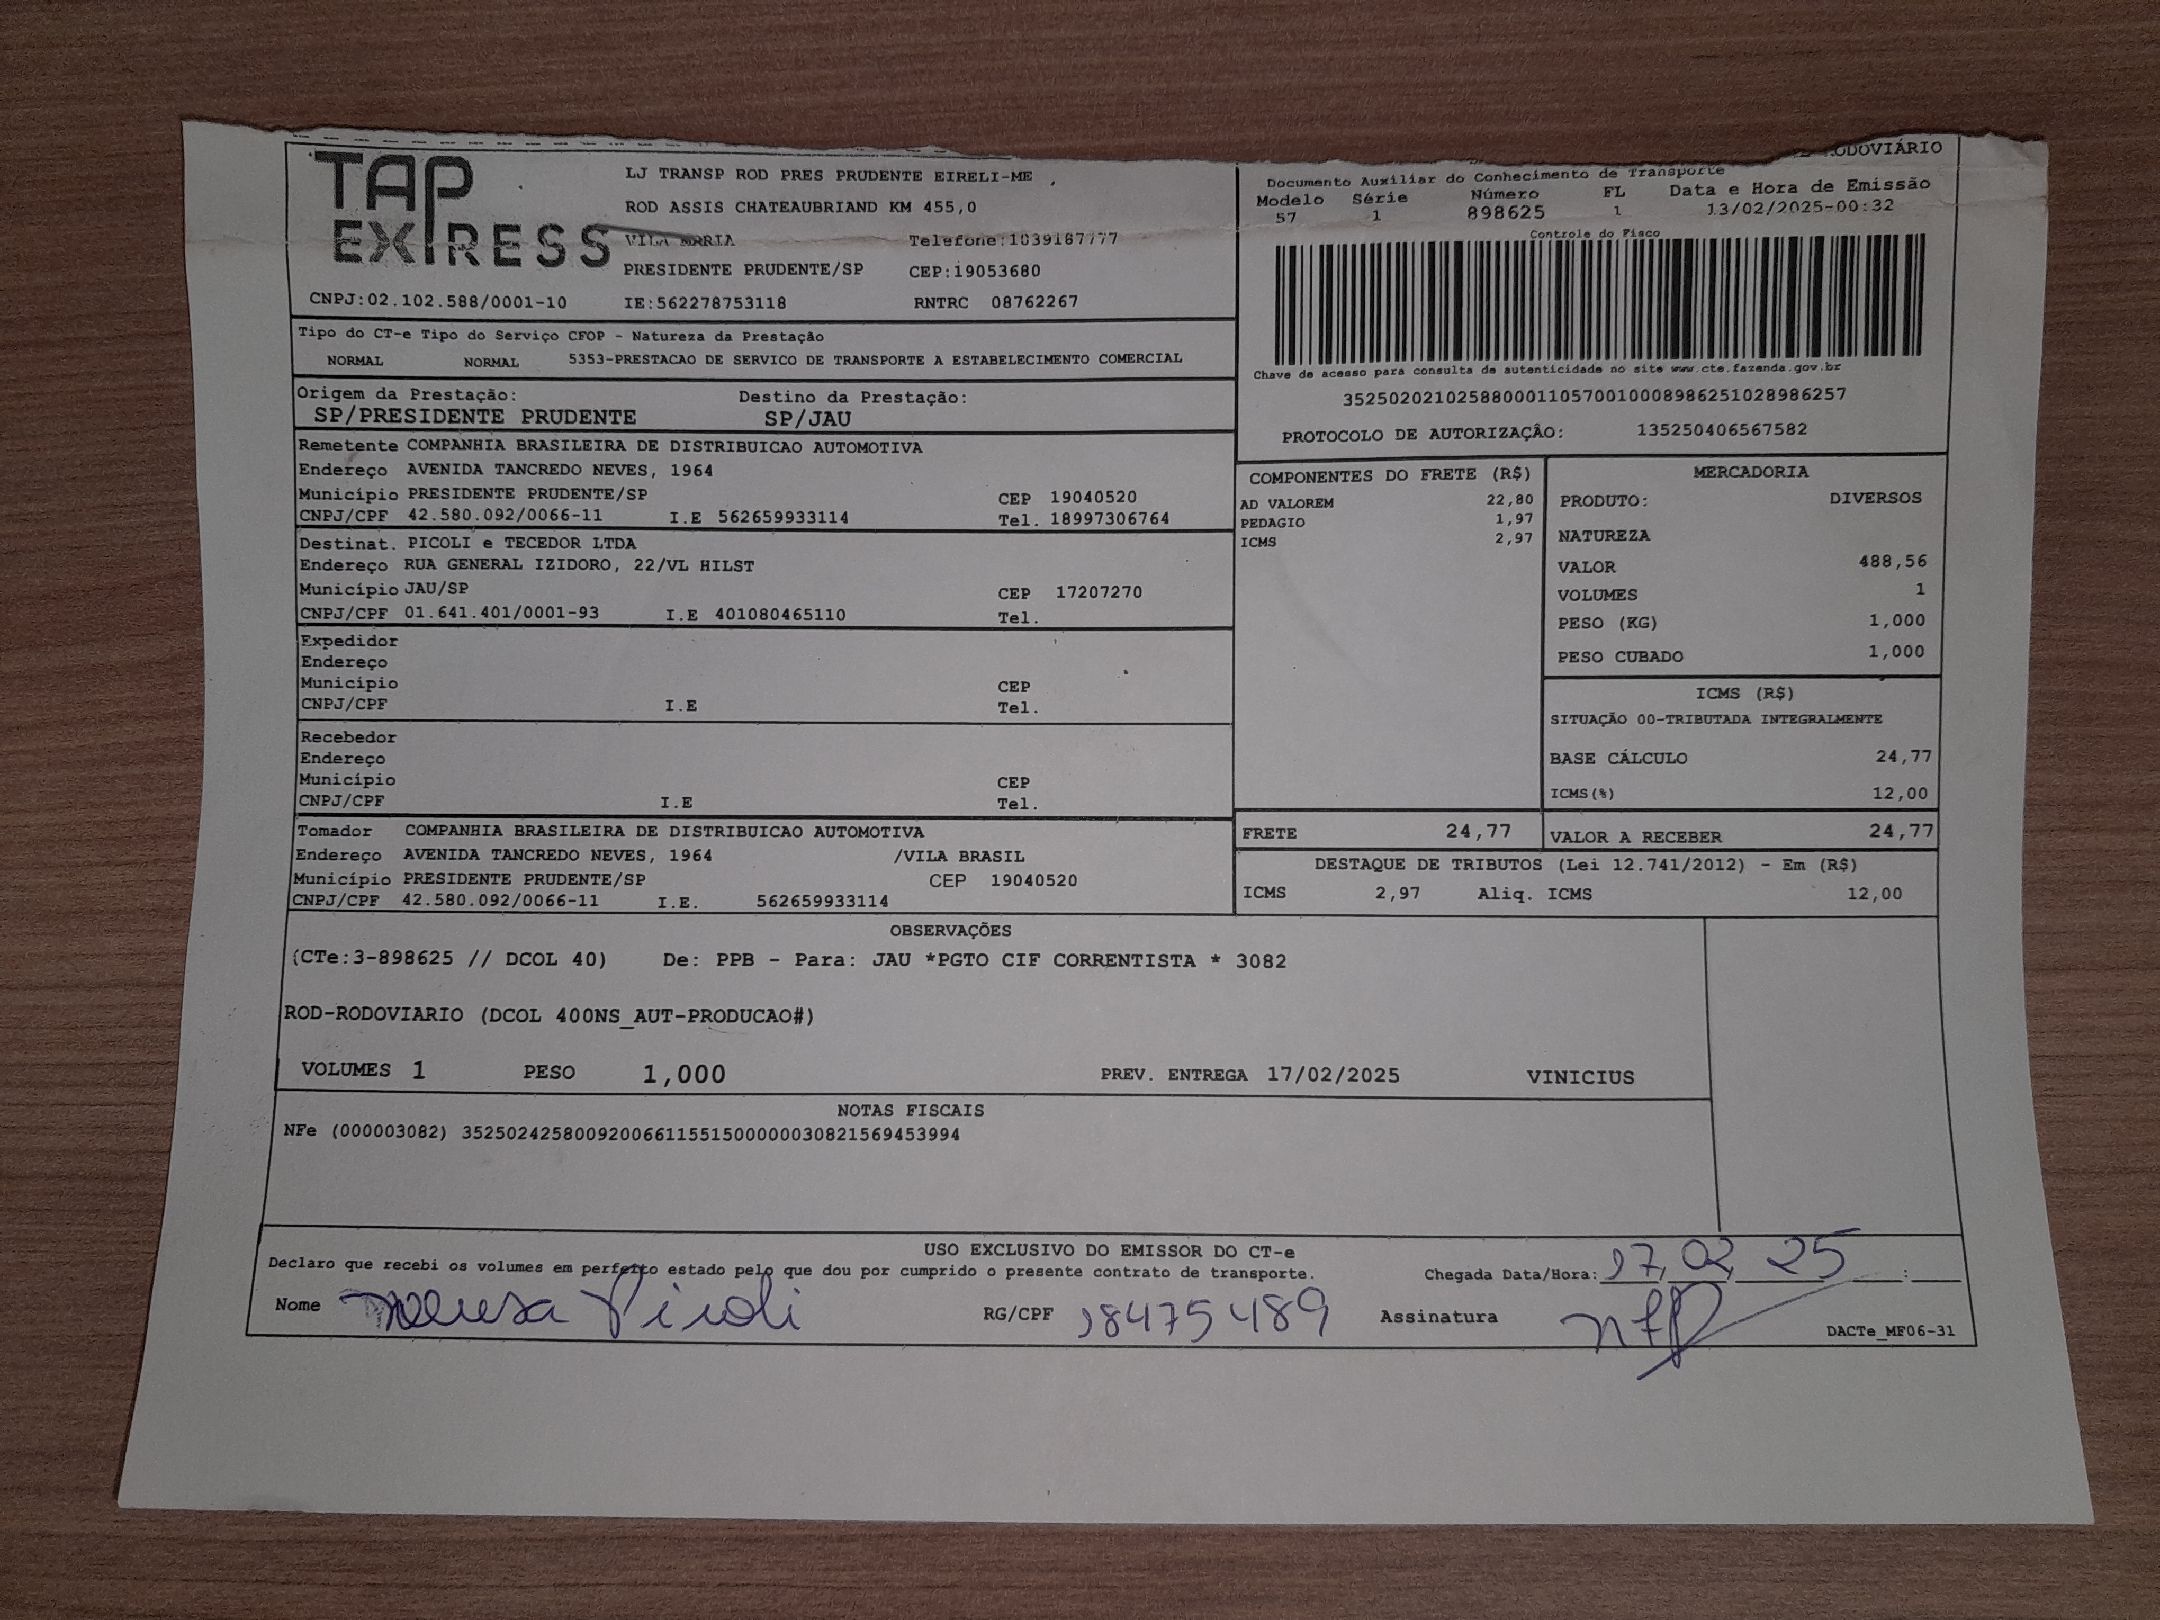 ODOVIÁRIO
TAP
EXPRESS
LJ TRANSP ROD PRES PRUDENTE EIRELI-ME
ROD ASSIS CHATEAUBRIAND KM 455,0
VILA MARIA Telefone:1039167777
PRESIDENTE PRUDENTE/SP CEP:19053680
CNPJ:02.102.588/0001-10 IE:562278753118 RNTRC 08762267
Documento Auxiliar do Conhecimento de Transporte
Modelo Série Número FL Data e Hora de Emissão
57 1 898625 1 13/02/2025-00:32
Controle do Fisco
Chave de acesso para consulta de autenticidade no site www.cte.fazenda.gov.br
35250202102588000110570010008986251028986257
PROTOCOLO DE AUTORIZAÇÃO: 135250406567582
Tipo do CT-e Tipo do Serviço CFOP - Natureza da Prestação
NORMAL NORMAL 5353-PRESTACAO DE SERVICO DE TRANSPORTE A ESTABELECIMENTO COMERCIAL
Origem da Prestação: Destino da Prestação:
SP/PRESIDENTE PRUDENTE SP/JAU
Remetente COMPANHIA BRASILEIRA DE DISTRIBUICAO AUTOMOTIVA
Endereço AVENIDA TANCREDO NEVES, 1964
Município PRESIDENTE PRUDENTE/SP CEP 19040520
CNPJ/CPF 42.580.092/0066-11 I.E 562659933114 Tel. 18997306764
Destinat. PICOLI e TECEDOR LTDA
Endereço RUA GENERAL IZIDORO, 22/VL HILST
Município JAU/SP CEP 17207270
CNPJ/CPF 01.641.401/0001-93 I.E 401080465110 Tel.
Expedidor
Endereço
Município CEP
CNPJ/CPF I.E Tel.
Recebedor
Endereço
Município CEP
CNPJ/CPF I.E Tel.
Tomador COMPANHIA BRASILEIRA DE DISTRIBUICAO AUTOMOTIVA
Endereço AVENIDA TANCREDO NEVES, 1964 /VILA BRASIL
Município PRESIDENTE PRUDENTE/SP CEP 19040520
CNPJ/CPF 42.580.092/0066-11 I.E. 562659933114
COMPONENTES DO FRETE (R$)
AD VALOREM 22,80
PEDAGIO 1,97
ICMS 2,97
MERCADORIA
PRODUTO: DIVERSOS
NATUREZA
VALOR 488,56
VOLUMES 1
PESO (KG) 1,000
PESO CUBADO 1,000
ICMS (R$)
SITUAÇÃO 00-TRIBUTADA INTEGRALMENTE
BASE CÁLCULO 24,77
ICMS(%) 12,00
FRETE 24,77 VALOR A RECEBER 24,77
DESTAQUE DE TRIBUTOS (Lei 12.741/2012) - Em (R$)
ICMS 2,97 Aliq. ICMS 12,00
OBSERVAÇÕES
(CTe:3-898625 // DCOL 40) De: PPB - Para: JAU *PGTO CIF CORRENTISTA * 3082
ROD-RODOVIARIO (DCOL 400NS_AUT-PRODUCAO#)
VOLUMES 1 PESO 1,000 PREV. ENTREGA 17/02/2025 VINICIUS
NOTAS FISCAIS
NFe (000003082) 35250242580092006611551500000030821569453994
USO EXCLUSIVO DO EMISSOR DO CT-e
Declaro que recebi os volumes em perfeito estado pelo que dou por cumprido o presente contrato de transporte. Chegada Data/Hora: 17 02 25 :
Nome Neusa Picoli RG/CPF 18475489 Assinatura
DACTe_MF06-31